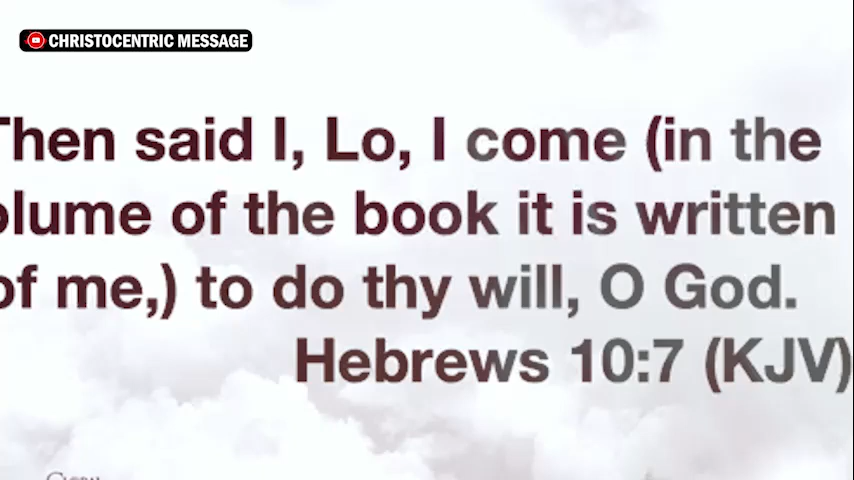 CHRISTOCENTRIC MESSAGE
Then said I, Lo, I come (in the
olume of the book it is written
of me,) to do thy will, O God.
Hebrews 10:7 (KJV)